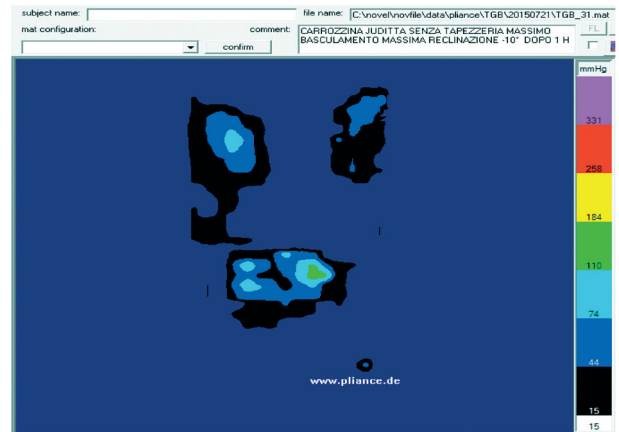 subject name:
file name: C:\novel\novfile\data\pliance\TGB\20150721\TGB_31.mat
mat configuration:
comment: CARROZZINA JUDITTA SENZA TAPEZZERIA MASSIMO
BASCULAMENTO MASSIMA RECLINAZIONE -10° DOPO 1 H
FL
confirm
mmHg
331
258
184
110
74
44
15
15
www.pliance.de